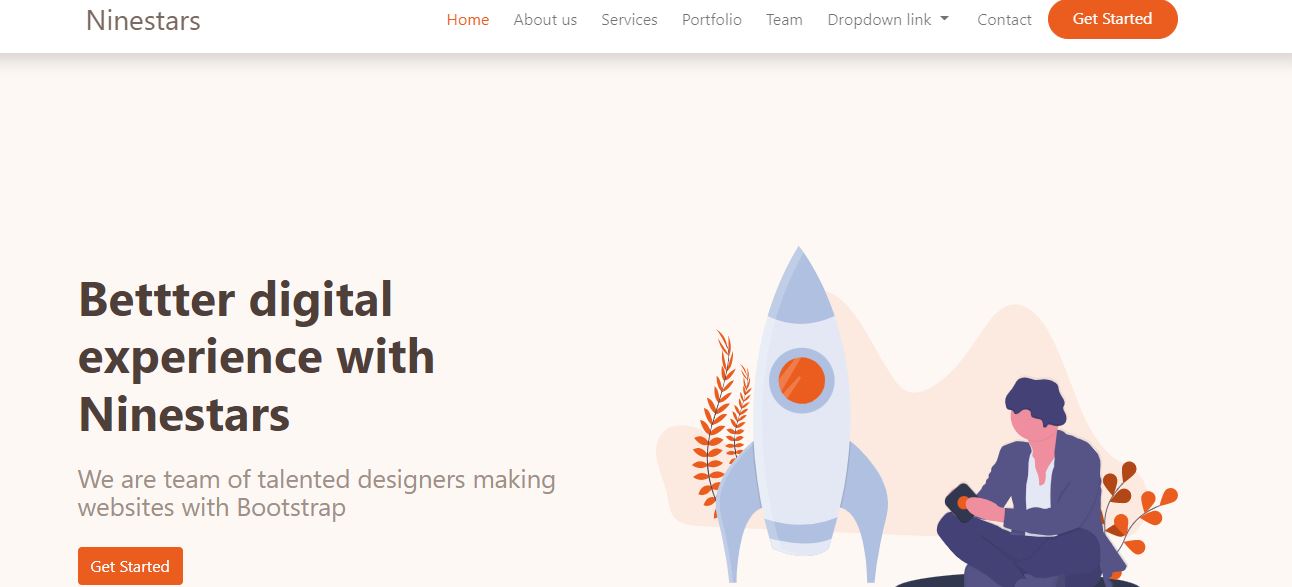 Ninestars
Home About us Services Portfolio Team Dropdown link Contact Get Started
Bettter digital
experience with
Ninestars
We are team of talented designers making
websites with Bootstrap
Get Started